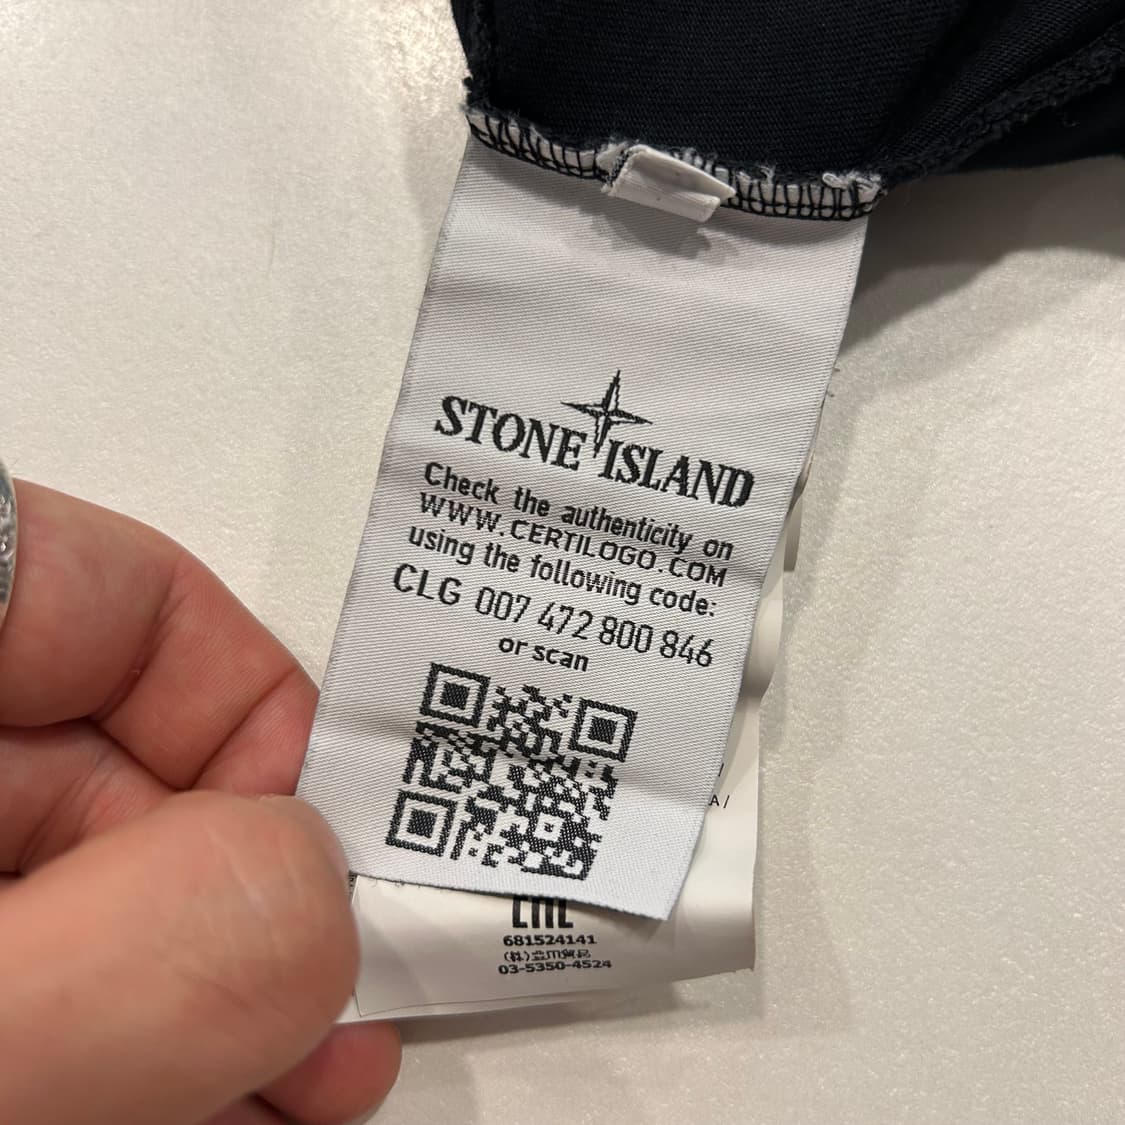 STONE ISLAND
Check the authenticity on
WWW.CERTILOGO.COM
using the following code:
CLG 007 472 800 846
or scan
A /
EAC
681524141
03-5350-4524